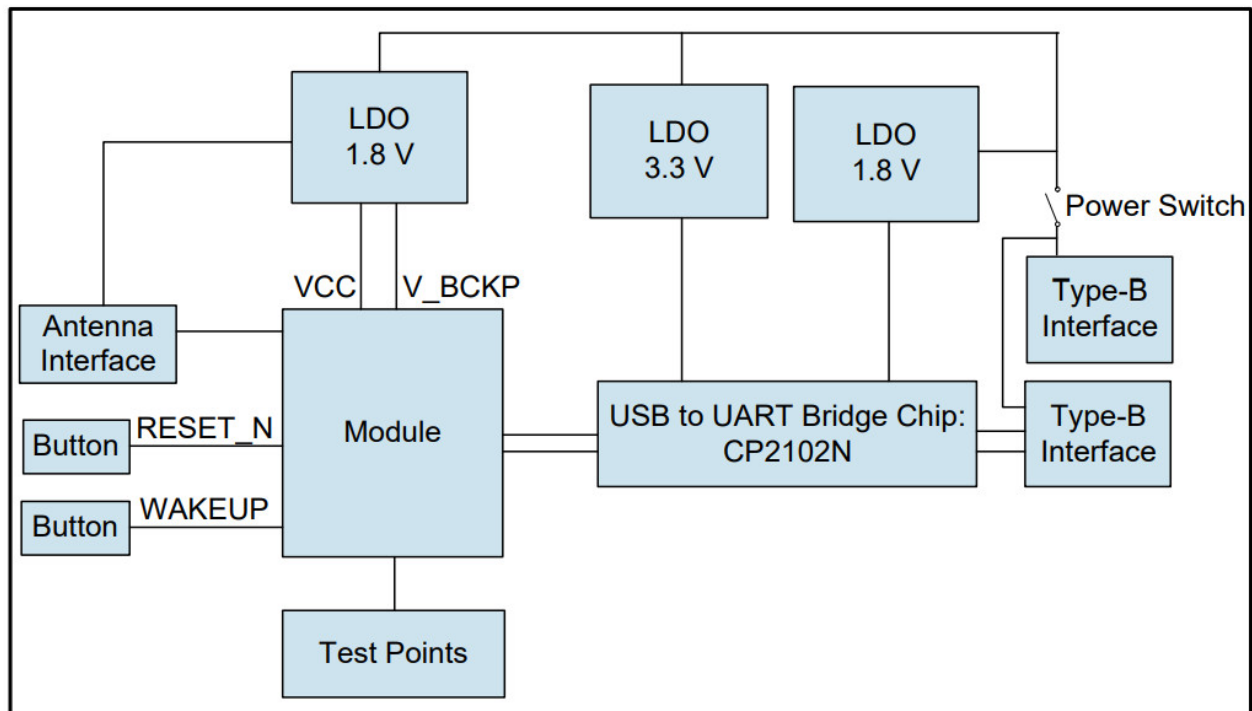 LDO
1.8 V
LDO
3.3 V
LDO
1.8 V
Power Switch
VCC
V_BCKP
Type-B
Interface
Antenna
Interface
Module
USB to UART Bridge Chip:
CP2102N
Type-B
Interface
Button
RESET_N
Button
WAKEUP
Test Points